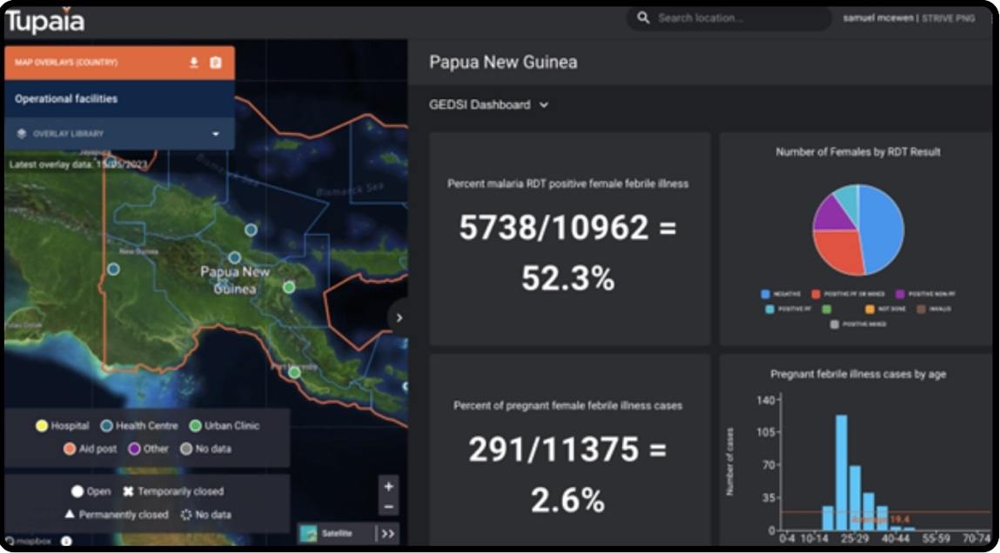 Tupaia
Search location...
samuel mcewen | STRIVE PNG
MAP OVERLAYS (COUNTRY)
Operational facilities
OVERLAY LIBRARY
Latest overlay data: 15/05/2023
Bismarck Sea
Bismarck Sea
New Guinea
Papua New
Guinea
Port Moresby
Hospital Health Centre Urban Clinic
Aid post Other No data
Open Temporarily closed
Permanently closed No data
mapbox
Satellite
Papua New Guinea
GEDSI Dashboard
Percent malaria RDT positive female febrile illness
5738/10962 =
52.3%
Number of Females by RDT Result
NEGATIVE POSITIVE PF OR MIXED POSITIVE NON-PF
POSITIVE PF NOT DONE INVALID
POSITIVE MIXED
Percent of pregnant female febrile illness cases
291/11375 =
2.6%
Pregnant febrile illness cases by age
Number of cases
140
105
70
35
0
Average: 19.4
0-4 10-14 25-29 40-44 55-59 70-74